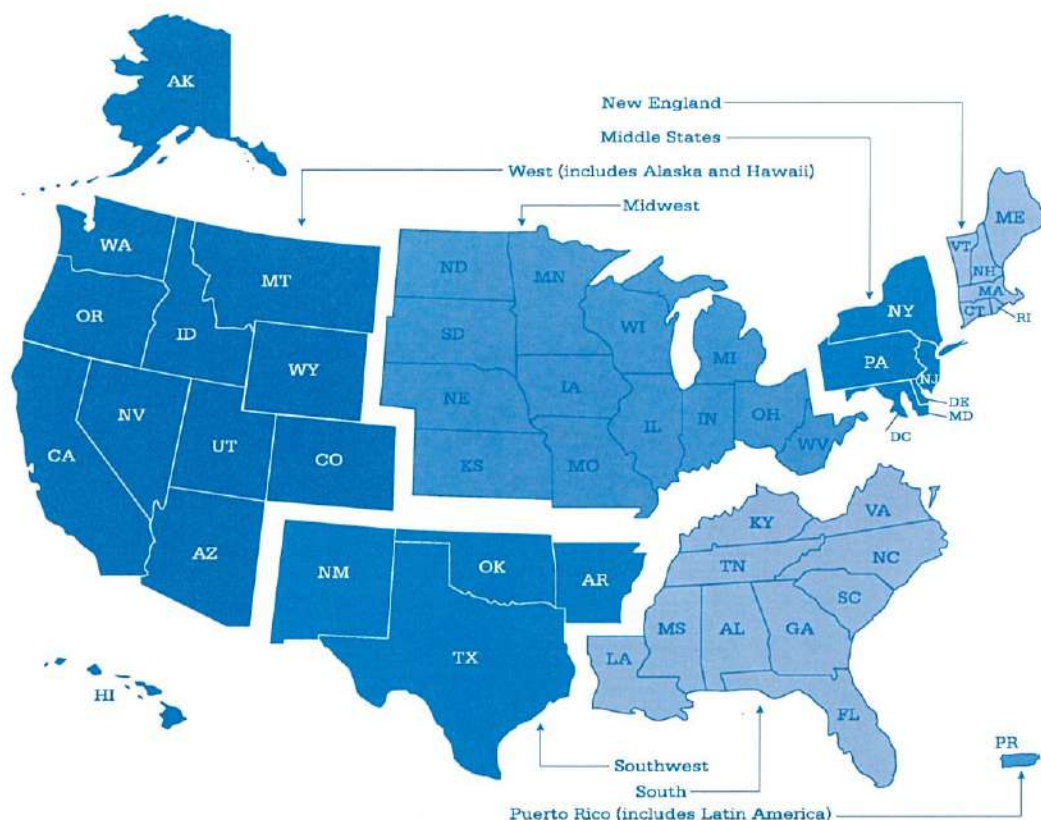 AK
New England
Middle States
West (includes Alaska and Hawaii)
Midwest
ME
WA
VT
ND
MN
NH
MT
MA
OR
CT
RI
NY
ID
SD
WI
MI
PA
WY
NJ
NE
IA
DE
NV
OH
MD
IL
IN
DC
UT
WV
CA
CO
KS
MO
KY
VA
AZ
NC
NM
OK
AR
TN
SC
MS
AL
GA
TX
LA
HI
FL
PR
Southwest
South
Puerto Rico (includes Latin America)